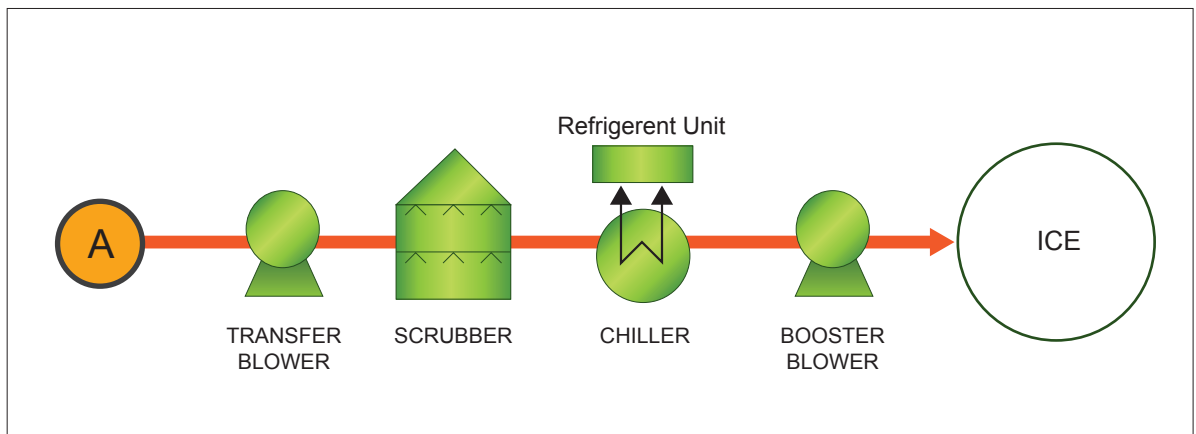 Refrigerent Unit
A
ICE
TRANSFER
BLOWER
SCRUBBER
CHILLER
BOOSTER
BLOWER